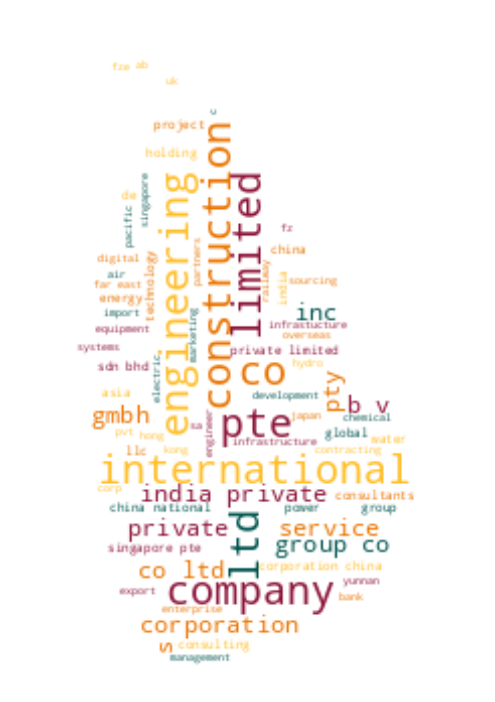 fze ab
uk
u
project
holding
construction
engineering
limited
singapore
de
pacific
fz
partners
china
technology
digital
railway
india
air
sourcing
far east
energy
import
marketing
inc
equipment
infrastucture
overseas
systems
private limited
electric
sdn bhd
co
hydro
pty
asia
development
b v
gmbh
pte
japan
chemical
engineer
sa
pvt
hong
global
infrastructure
water
llc
kong
contracting
international
corp
india private
consultants
china national
ltd
power
group
private
service
singapore pte
group co
co ltd
corporation china
company
yunnan
export
bank
enterprise
corporation
s
consulting
management